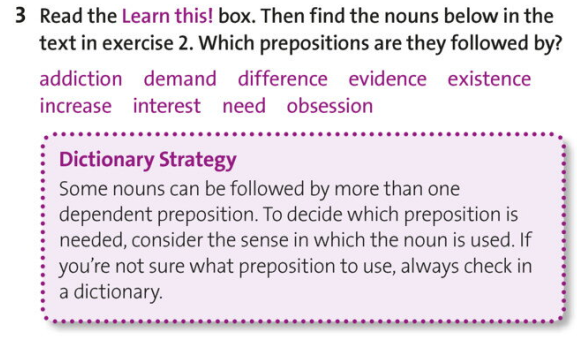 3 Read the Learn this! box. Then find the nouns below in the
text in exercise 2. Which prepositions are they followed by?
addiction demand difference evidence existence
increase interest need obsession
Dictionary Strategy
Some nouns can be followed by more than one
dependent preposition. To decide which preposition is
needed, consider the sense in which the noun is used. If
you're not sure what preposition to use, always check in
a dictionary.